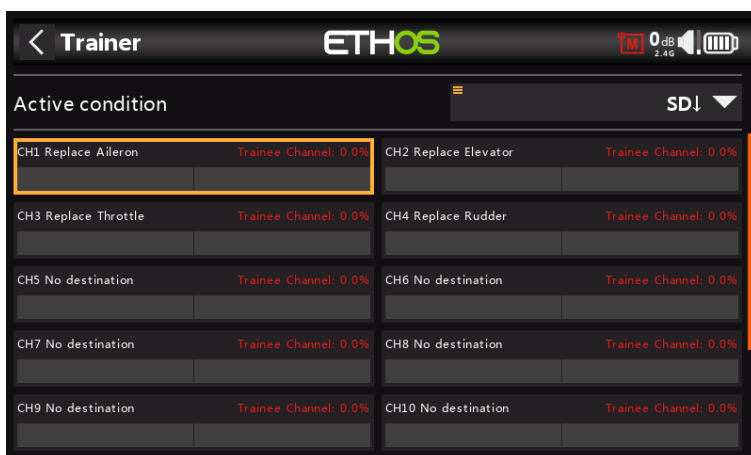 Trainer
ETHOS
M 0dB 2.4G
Active condition
SD↓
CH1 Replace Aileron Trainee Channel: 0.0%
CH2 Replace Elevator Trainee Channel: 0.0%
CH3 Replace Throttle Trainee Channel: 0.0%
CH4 Replace Rudder Trainee Channel: 0.0%
CH5 No destination Trainee Channel: 0.0%
CH6 No destination Trainee Channel: 0.0%
CH7 No destination Trainee Channel: 0.0%
CH8 No destination Trainee Channel: 0.0%
CH9 No destination Trainee Channel: 0.0%
CH10 No destination Trainee Channel: 0.0%